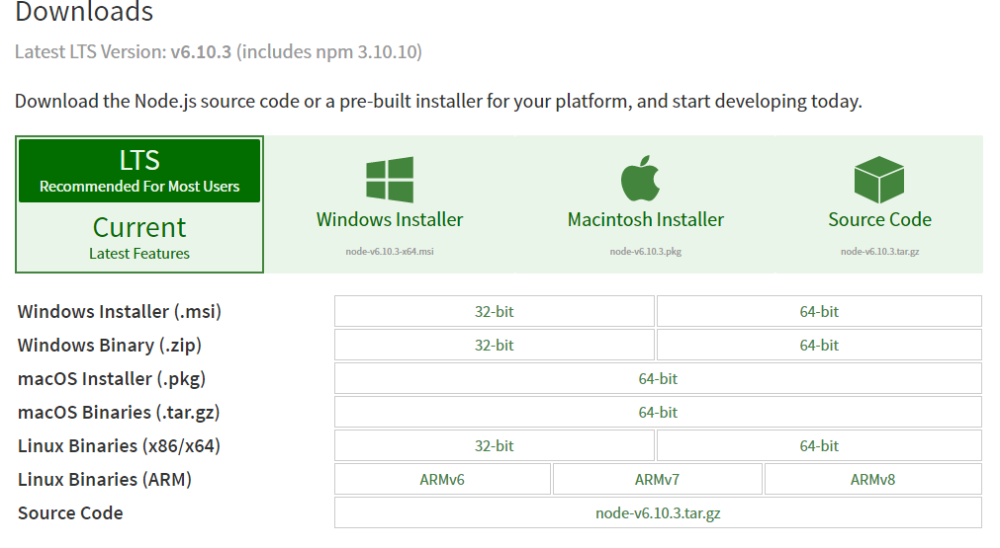 Downloads
Latest LTS Version: v6.10.3 (includes npm 3.10.10)
Download the Node.js source code or a pre-built installer for your platform, and start developing today.
LTS
Recommended For Most Users
Current
Latest Features
Windows Installer
node-v6.10.3-x64.msi
Macintosh Installer
node-v6.10.3.pkg
Source Code
node-v6.10.3.tar.gz
Windows Installer (.msi) 32-bit 64-bit
Windows Binary (.zip) 32-bit 64-bit
macOS Installer (.pkg) 64-bit
macOS Binaries (.tar.gz) 64-bit
Linux Binaries (x86/x64) 32-bit 64-bit
Linux Binaries (ARM) ARMv6 ARMv7 ARMv8
Source Code node-v6.10.3.tar.gz